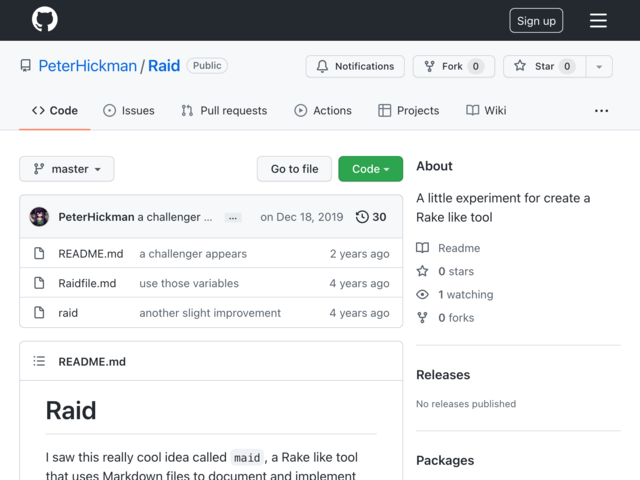 Sign up
PeterHickman / Raid Public
Notifications Fork 0 Star 0
Code Issues Pull requests Actions Projects Wiki ...
master Go to file Code
PeterHickman a challenger ... ... on Dec 18, 2019 30
README.md a challenger appears 2 years ago
Raidfile.md use those variables 4 years ago
raid another slight improvement 4 years ago
README.md
Raid
I saw this really cool idea called maid, a Rake like tool
that uses Markdown files to document and implement
About
A little experiment for create a
Rake like tool
Readme
0 stars
1 watching
0 forks
Releases
No releases published
Packages